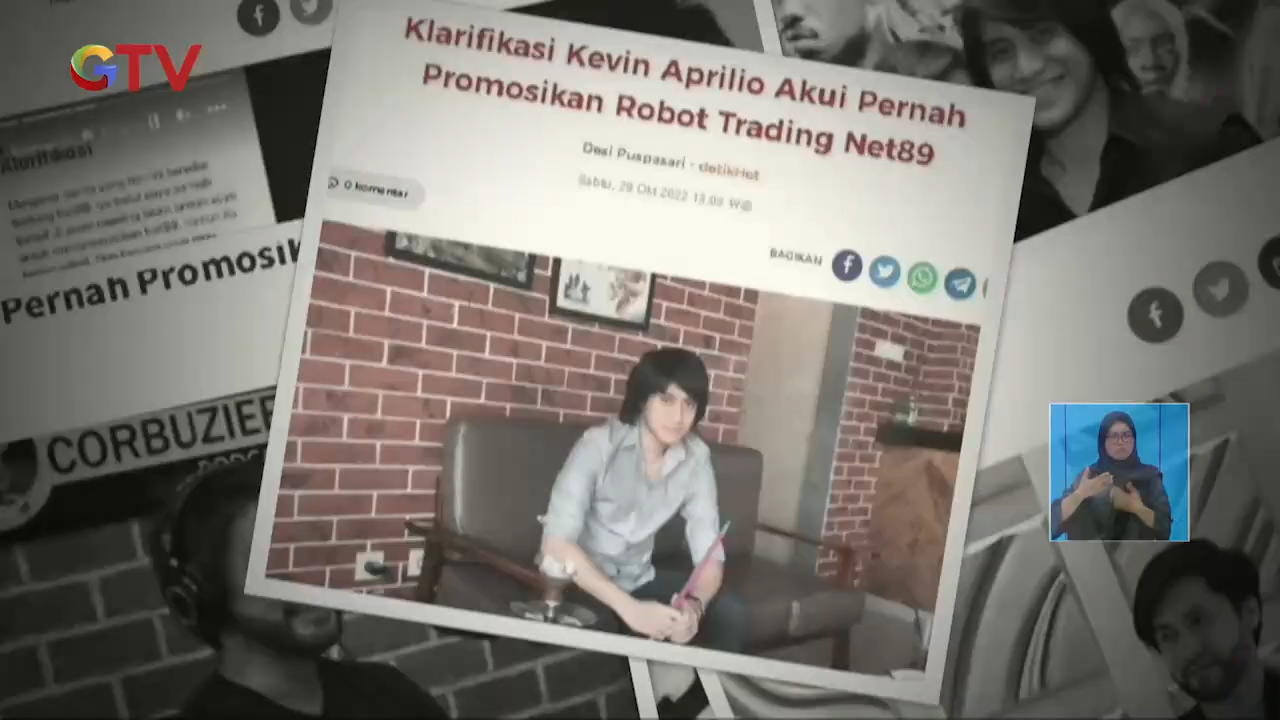 GTV
Klarifikasi Kevin Aprilio Akui Pernah
Promosikan Robot Trading Net89
Desi Puspasari - detikHot
Sabtu, 29 Okt 2022 13:03 WIB
0 komentar
BAGIKAN
Klarifikasi
Pernah Promosik
CORBUZIER